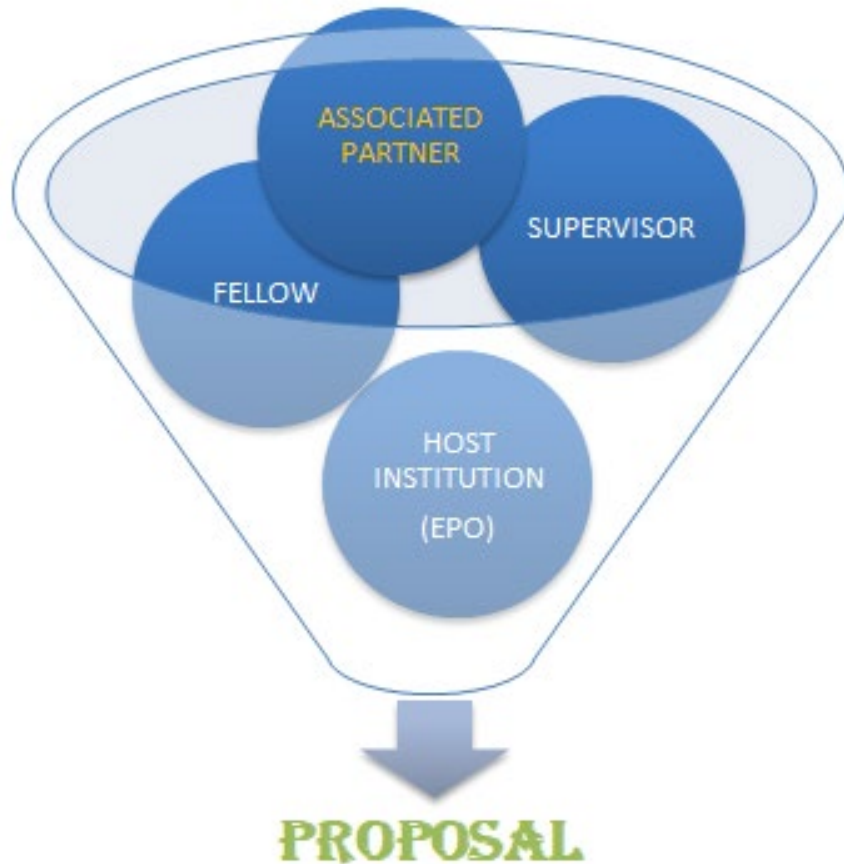 ASSOCIATED
PARTNER
SUPERVISOR
FELLOW
HOST
INSTITUTION
(EPO)
PROPOSAL